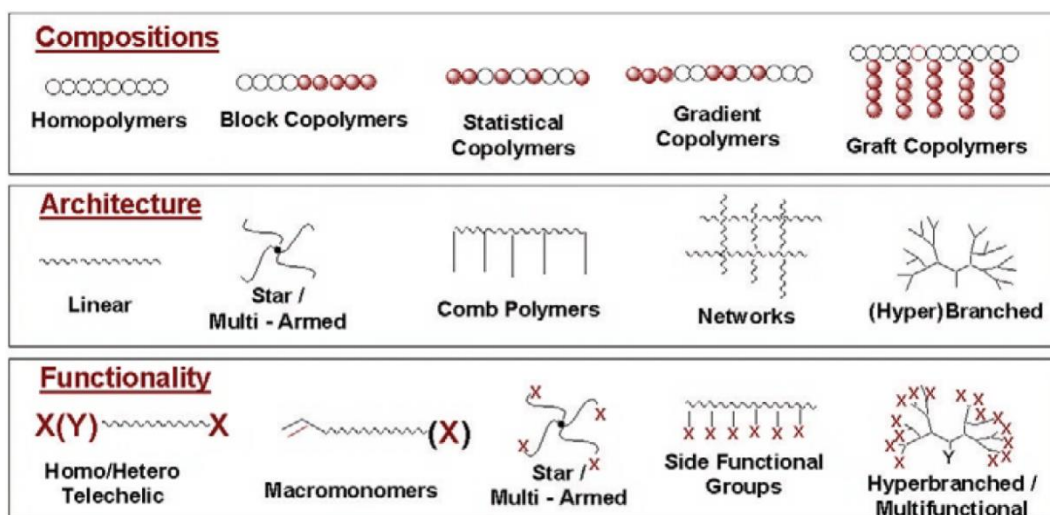 Compositions
Homopolymers
Block Copolymers
Statistical
Copolymers
Gradient
Copolymers
Graft Copolymers
Architecture
Linear
Star /
Multi - Armed
Comb Polymers
Networks
(Hyper)Branched
Functionality
X(Y) X
Homo/Hetero
Telechelic
(X)
Macromonomers
X X X X
Star /
Multi - Armed
X X X X X X
Side Functional
Groups
X X X X X X X X X X X X
Y
Hyperbranched /
Multifunctional